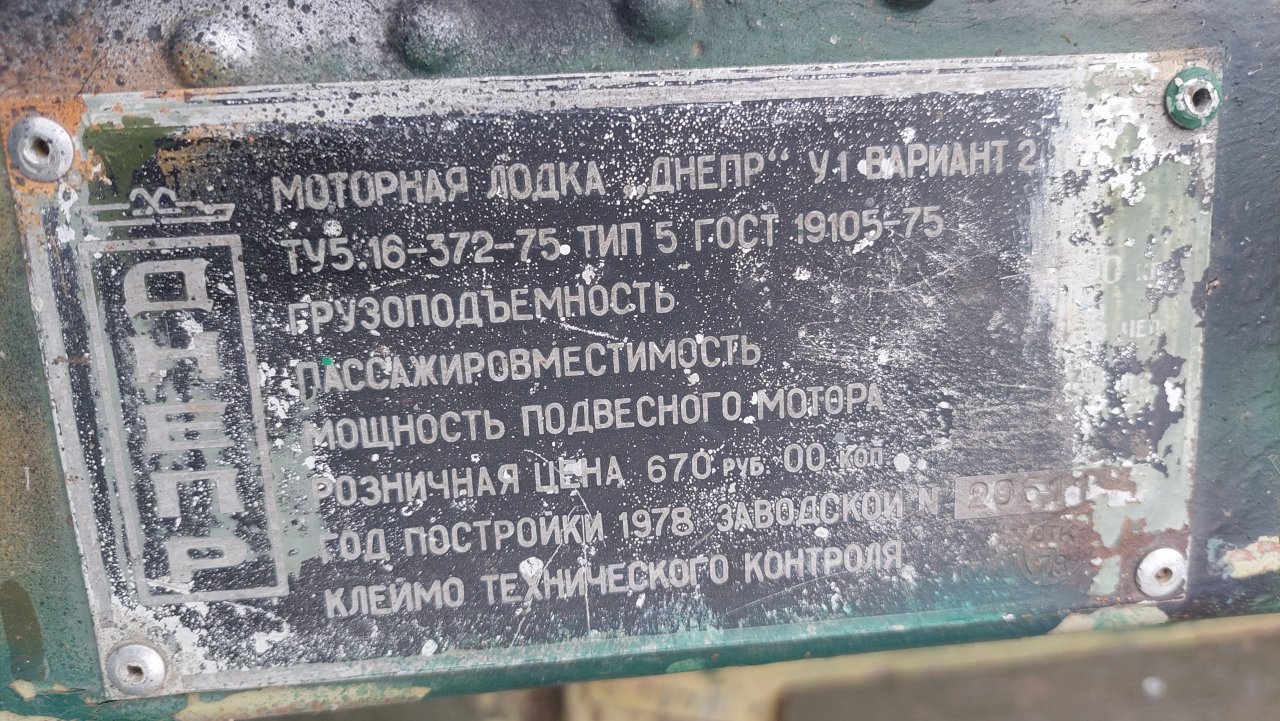 ДНЕПР
МОТОРНАЯ ЛОДКА „ДНЕПР“ У1 ВАРИАНТ 2
ТУ5.16-372-75 ТИП 5 ГОСТ 19105-75
ГРУЗОПОДЪЕМНОСТЬ
ПАССАЖИРОВМЕСТИМОСТЬ ЧЕЛ
МОЩНОСТЬ ПОДВЕСНОГО МОТОРА
РОЗНИЧНАЯ ЦЕНА 670 РУБ 00 КОП
ГОД ПОСТРОЙКИ 1978 ЗАВОДСКОЙ N
КЛЕЙМО ТЕХНИЧЕСКОГО КОНТРОЛЯ